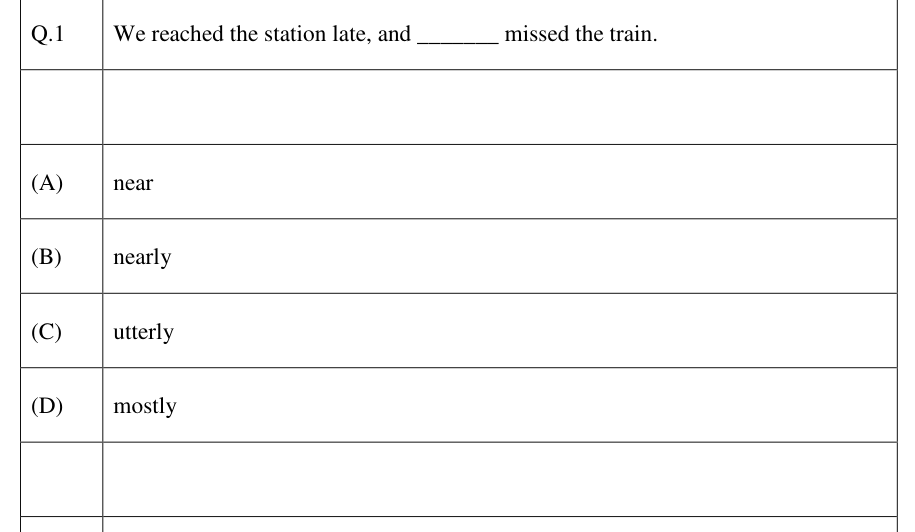 Q.1 We reached the station late, and _______ missed the train.
(A) near
(B) nearly
(C) utterly
(D) mostly